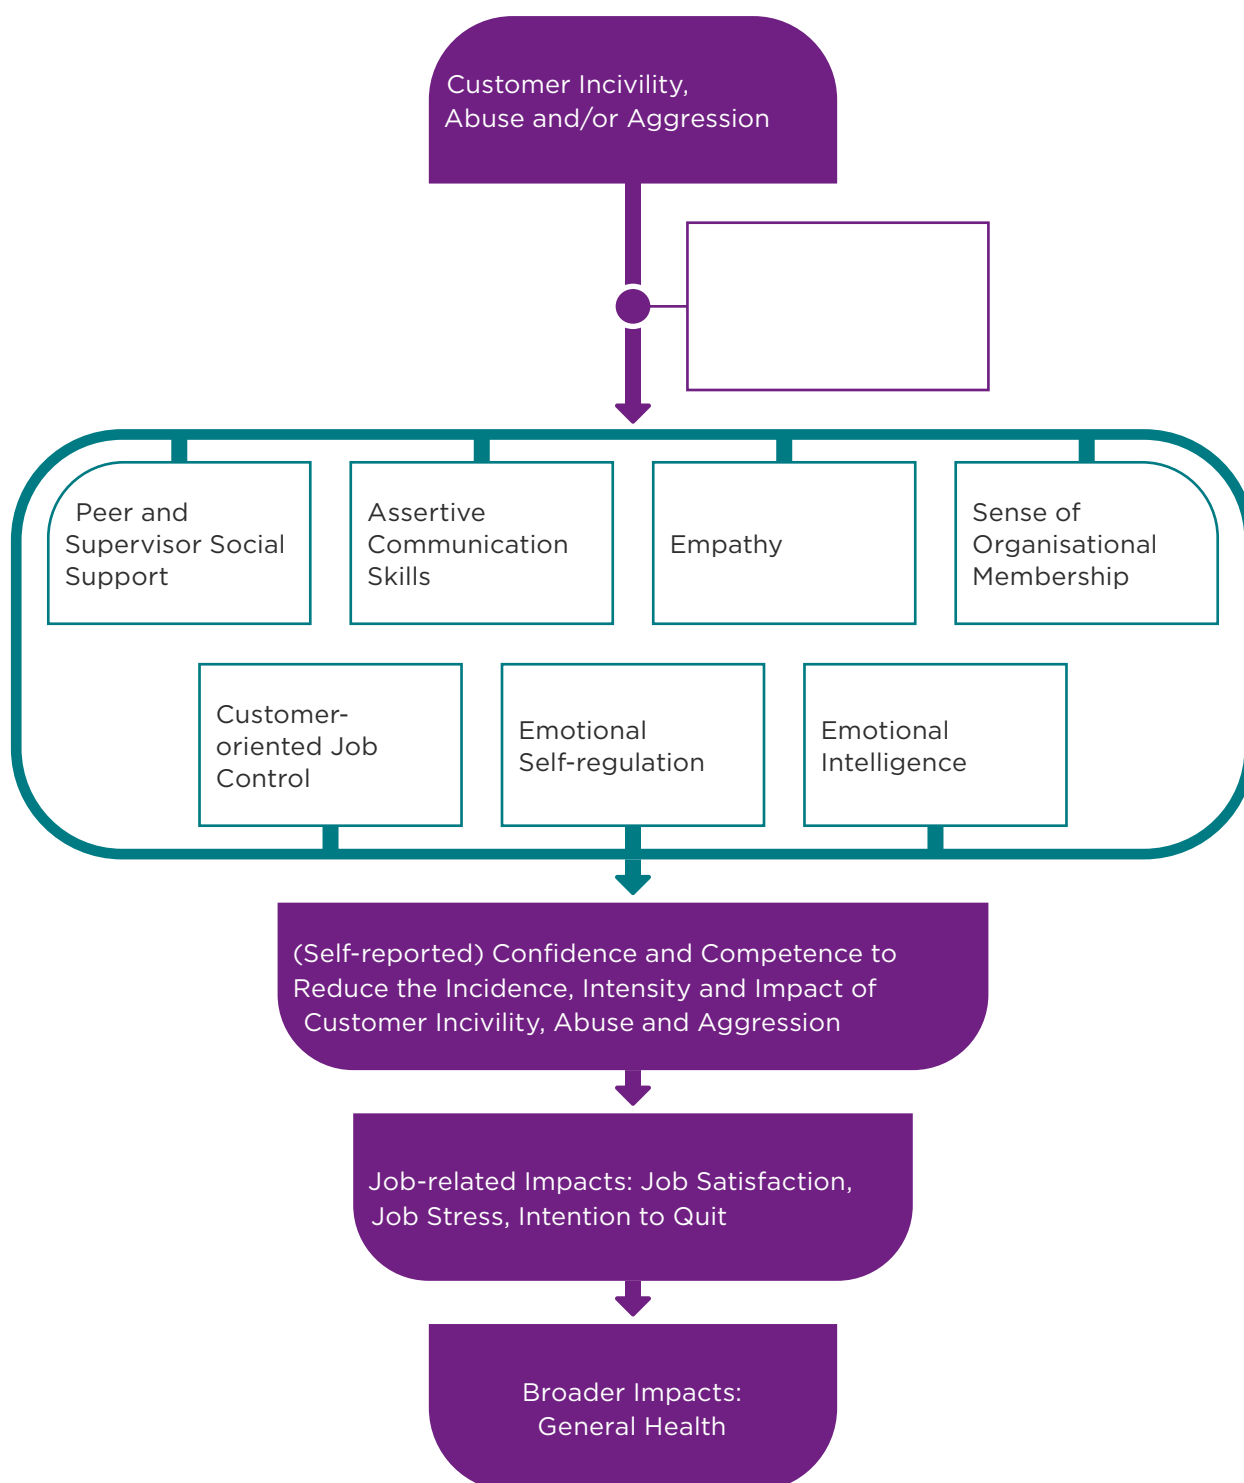 Customer Incivility,
Abuse and/or Aggression
Peer and
Supervisor Social
Support
Assertive
Communication
Skills
Empathy
Sense of
Organisational
Membership
Customer-
oriented Job
Control
Emotional
Self-regulation
Emotional
Intelligence
(Self-reported) Confidence and Competence to
Reduce the Incidence, Intensity and Impact of
Customer Incivility, Abuse and Aggression
Job-related Impacts: Job Satisfaction,
Job Stress, Intention to Quit
Broader Impacts:
General Health